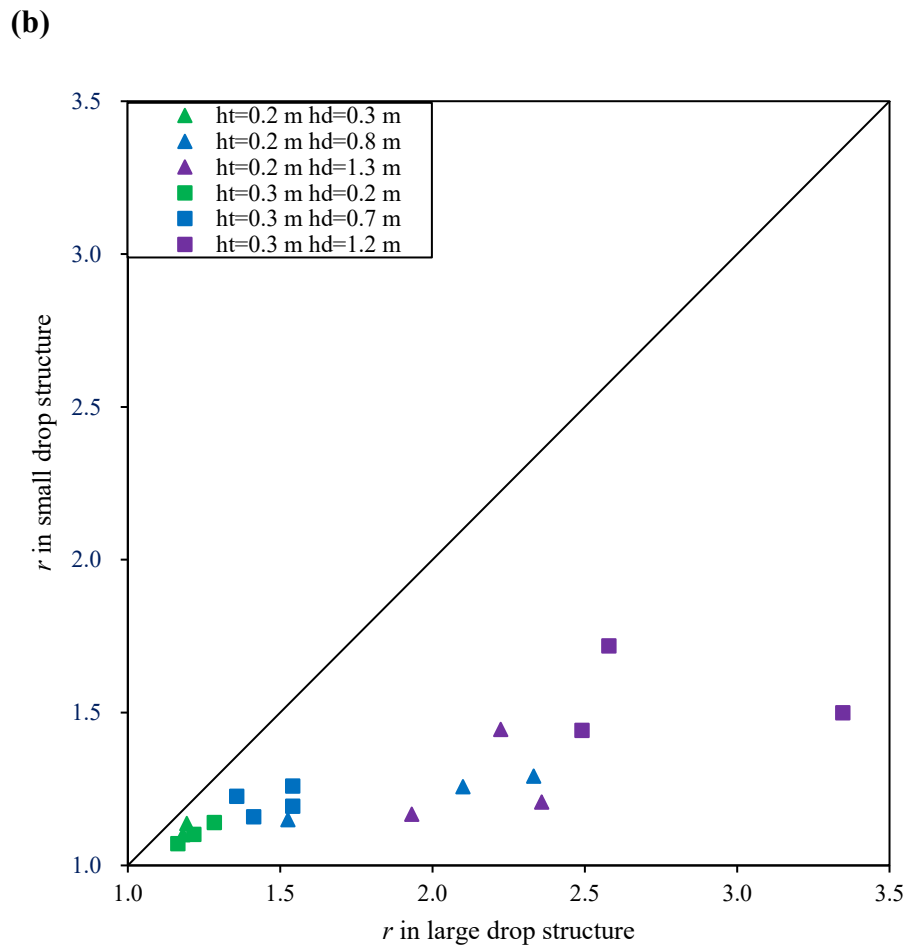 (b)
3.5
3.0
2.5
2.0
1.5
1.0
r in small drop structure
ht=0.2 m hd=0.3 m
ht=0.2 m hd=0.8 m
ht=0.2 m hd=1.3 m
ht=0.3 m hd=0.2 m
ht=0.3 m hd=0.7 m
ht=0.3 m hd=1.2 m
1.0 1.5 2.0 2.5 3.0 3.5
r in large drop structure